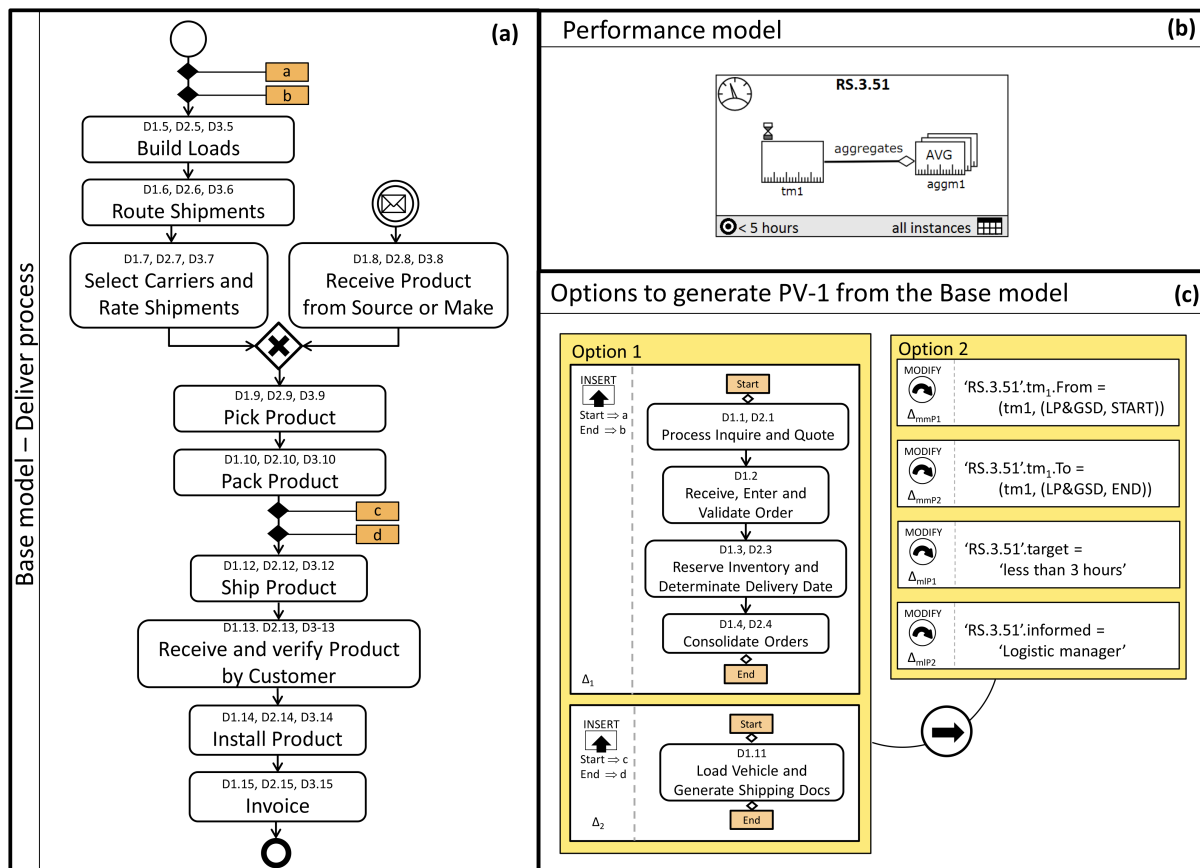 Base model – Deliver process
(a)
a
b
D1.5, D2.5, D3.5
Build Loads
D1.6, D2.6, D3.6
Route Shipments
D1.7, D2.7, D3.7
Select Carriers and
Rate Shipments
D1.8, D2.8, D3.8
Receive Product
from Source or Make
D1.9, D2.9, D3.9
Pick Product
D1.10, D2.10, D3.10
Pack Product
c
d
D1.12, D2.12, D3.12
Ship Product
D1.13. D2.13, D3-13
Receive and verify Product
by Customer
D1.14, D2.14, D3.14
Install Product
D1.15, D2.15, D3.15
Invoice
Performance model
(b)
RS.3.51
aggregates
AVG
tm1
aggm1
< 5 hours
all instances
Options to generate PV-1 from the Base model
(c)
Option 1
INSERT
Start ⇒ a
End ⇒ b
Δ1
Start
D1.1, D2.1
Process Inquire and Quote
D1.2
Receive, Enter and
Validate Order
D1.3, D2.3
Reserve Inventory and
Determinate Delivery Date
D1.4, D2.4
Consolidate Orders
End
INSERT
Start ⇒ c
End ⇒ d
Δ2
Start
D1.11
Load Vehicle and
Generate Shipping Docs
End
Option 2
MODIFY
ΔmmP1
‘RS.3.51’.tm1.From =
(tm1, (LP&GSD, START))
MODIFY
ΔmmP2
‘RS.3.51’.tm1.To =
(tm1, (LP&GSD, END))
MODIFY
ΔmlP1
‘RS.3.51’.target =
‘less than 3 hours’
MODIFY
ΔmlP2
‘RS.3.51’.informed =
‘Logistic manager’